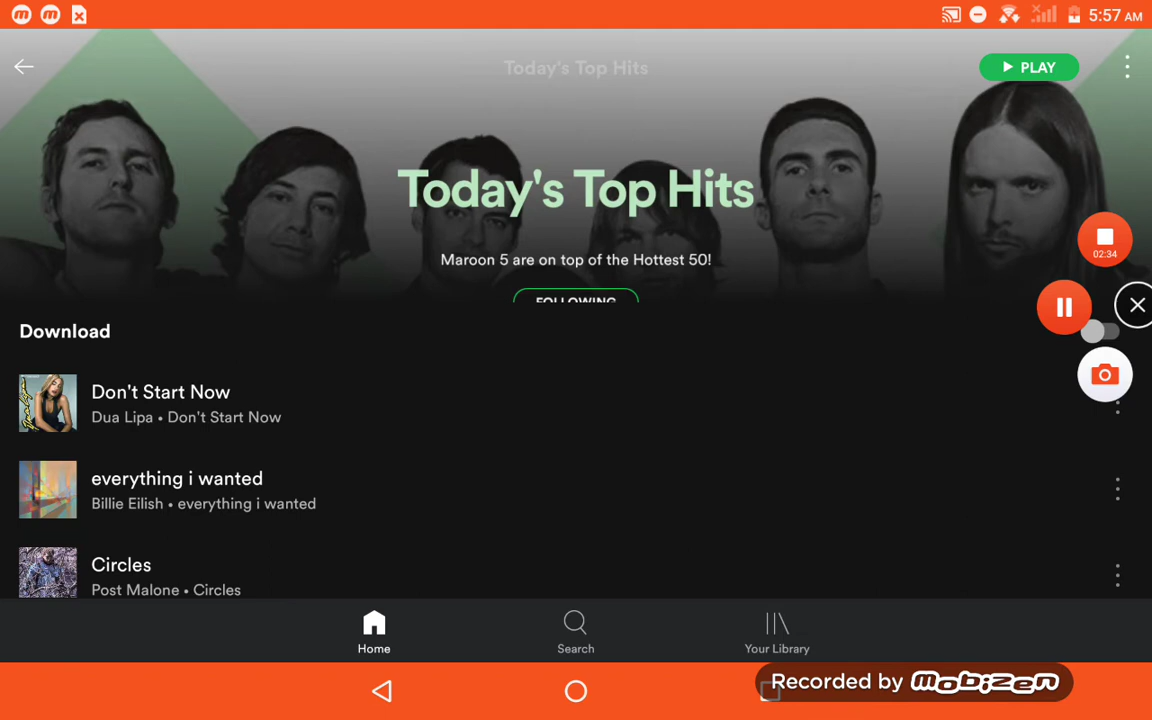 5:57 AM
Today's Top Hits
PLAY
Today's Top Hits
Maroon 5 are on top of the Hottest 50!
FOLLOWING
02:34
Download
Don't Start Now
Dua Lipa • Don't Start Now
everything i wanted
Billie Eilish • everything i wanted
Circles
Post Malone • Circles
Home
Search
Your Library
Recorded by mobizen